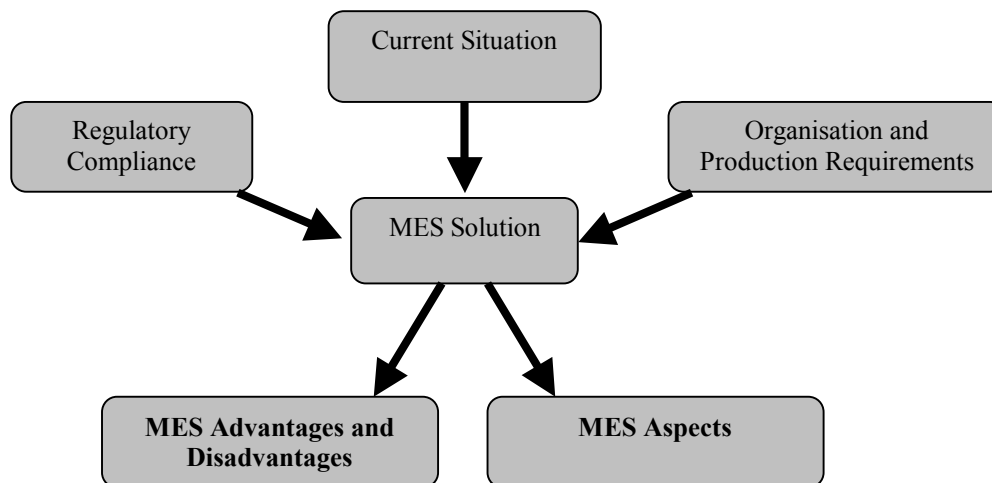 Current Situation
Regulatory
Compliance
Organisation and
Production Requirements
MES Solution
MES Advantages and
Disadvantages
MES Aspects